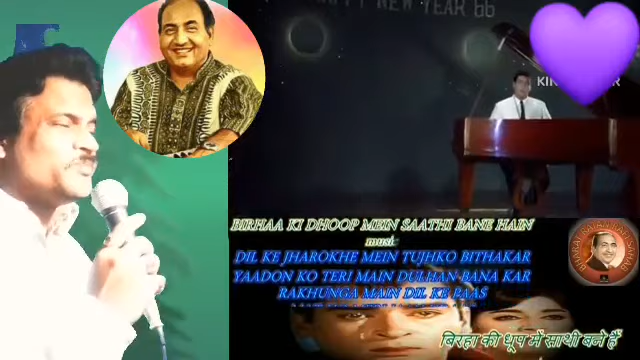 NEW YEAR 66
BIRHAA KI DHOOP MEIN SAATHI BANE HAIN
music
DIL KE JHAROKHE MEIN TUJHKO BITHAKAR
YAADON KO TERI MAIN DULHAN BANA KAR
RAKHUNGA MAIN DIL KE PAAS
बिरहा की धूप में साथी बने हैं